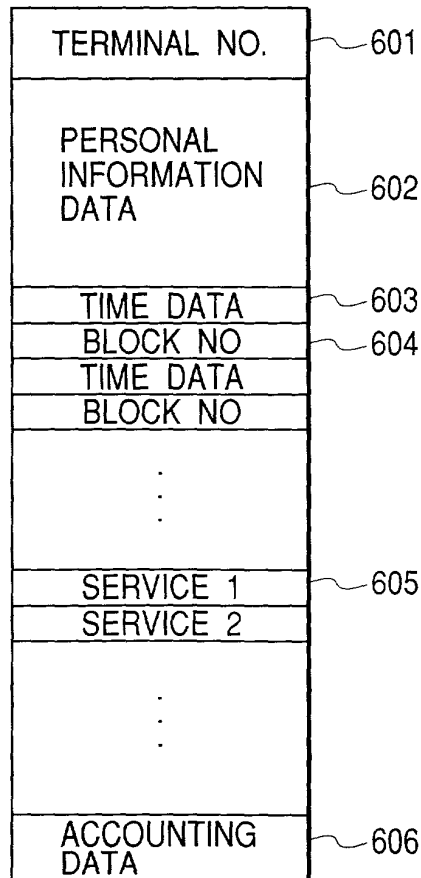 TERMINAL NO. 601
PERSONAL
INFORMATION
DATA
602
TIME DATA 603
BLOCK NO 604
TIME DATA
BLOCK NO
.
.
.
SERVICE 1 605
SERVICE 2
.
.
.
ACCOUNTING
DATA
606